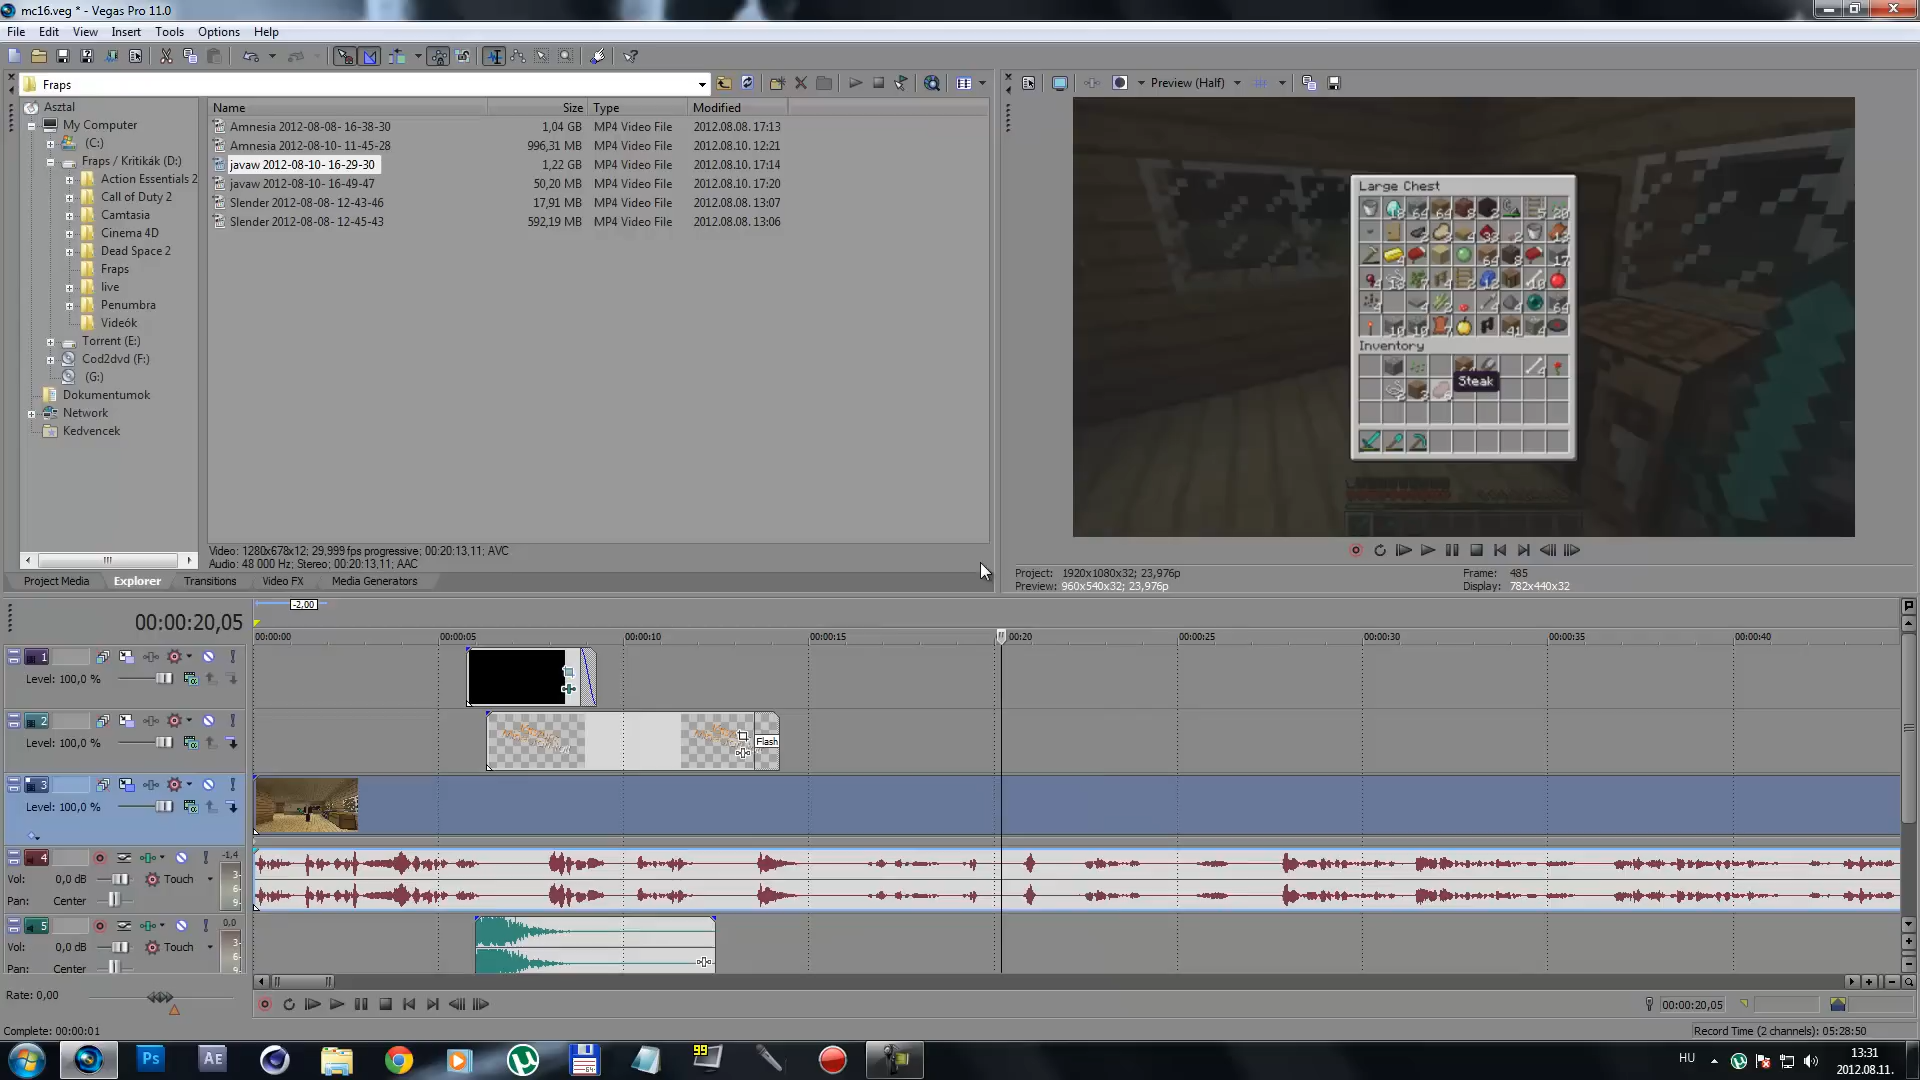 mc16.veg * - Vegas Pro 11.0
File Edit View Insert Tools Options Help
Fraps
Preview (Half)
Asztal
My Computer
(C:)
Fraps / Kritikák (D:)
Action Essentials 2
Call of Duty 2
Camtasia
Cinema 4D
Dead Space 2
Fraps
live
Penumbra
Videók
Torrent (E:)
Cod2dvd (F:)
(G:)
Dokumentumok
Network
Kedvencek
Name Size Type Modified
Amnesia 2012-08-08- 16-38-30 1,04 GB MP4 Video File 2012.08.08. 17:13
Amnesia 2012-08-10- 11-45-28 996,31 MB MP4 Video File 2012.08.10. 12:21
javaw 2012-08-10- 16-29-30 1,22 GB MP4 Video File 2012.08.10. 17:14
javaw 2012-08-10- 16-49-47 50,20 MB MP4 Video File 2012.08.10. 17:20
Slender 2012-08-08- 12-43-46 17,91 MB MP4 Video File 2012.08.08. 13:07
Slender 2012-08-08- 12-45-43 592,19 MB MP4 Video File 2012.08.08. 13:06
Video: 1280x678x12; 29,999 fps progressive; 00:20:13,11; AVC
Audio: 48 000 Hz; Stereo; 00:20:13,11; AAC
Project Media Explorer Transitions Video FX Media Generators
Large Chest
Inventory
Steak
Project: 1920x1080x32; 23,976p
Preview: 960x540x32; 23,976p
Frame: 485
Display: 782x440x32
-2,00
00:00:20,05
00:00:00 00:00:05 00:00:10 00:00:15 00:00:20 00:00:25 00:00:30 00:00:35 00:00:40
1
Level: 100,0 %
2
Level: 100,0 %
Flash
3
Level: 100,0 %
4 -1,4
Vol: 0,0 dB Touch
Pan: Center
5 0,0
Vol: 0,0 dB Touch
Pan: Center
Rate: 0,00
00:00:20,05
Complete: 00:00:01
Record Time (2 channels): 05:28:50
Ps
AE
99
HU
13:31
2012.08.11.